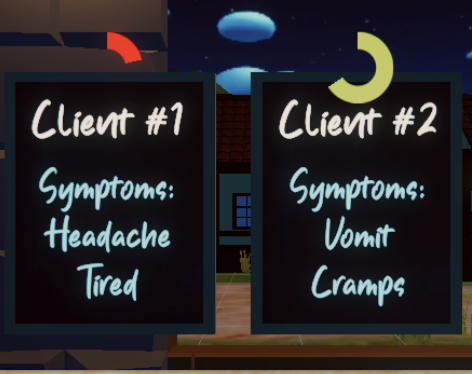 Client #1
Symptoms:
Headache
Tired
Client #2
Symptoms:
Vomit
Cramps